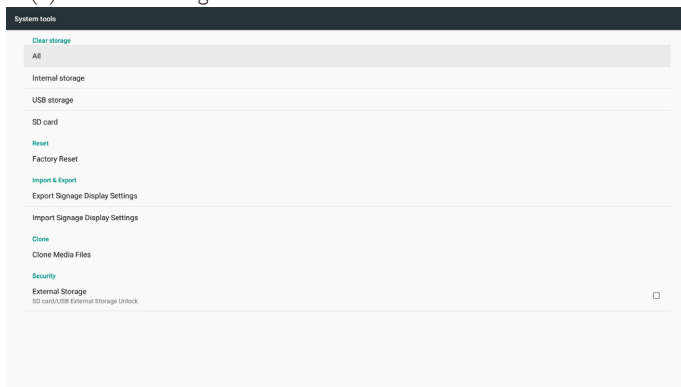 System tools
Clear storage
All
Internal storage
USB storage
SD card
Reset
Factory Reset
Import & Export
Export Signage Display Settings
Import Signage Display Settings
Clone
Clone Media Files
Security
External Storage
SD card/USB External Storage Unlock